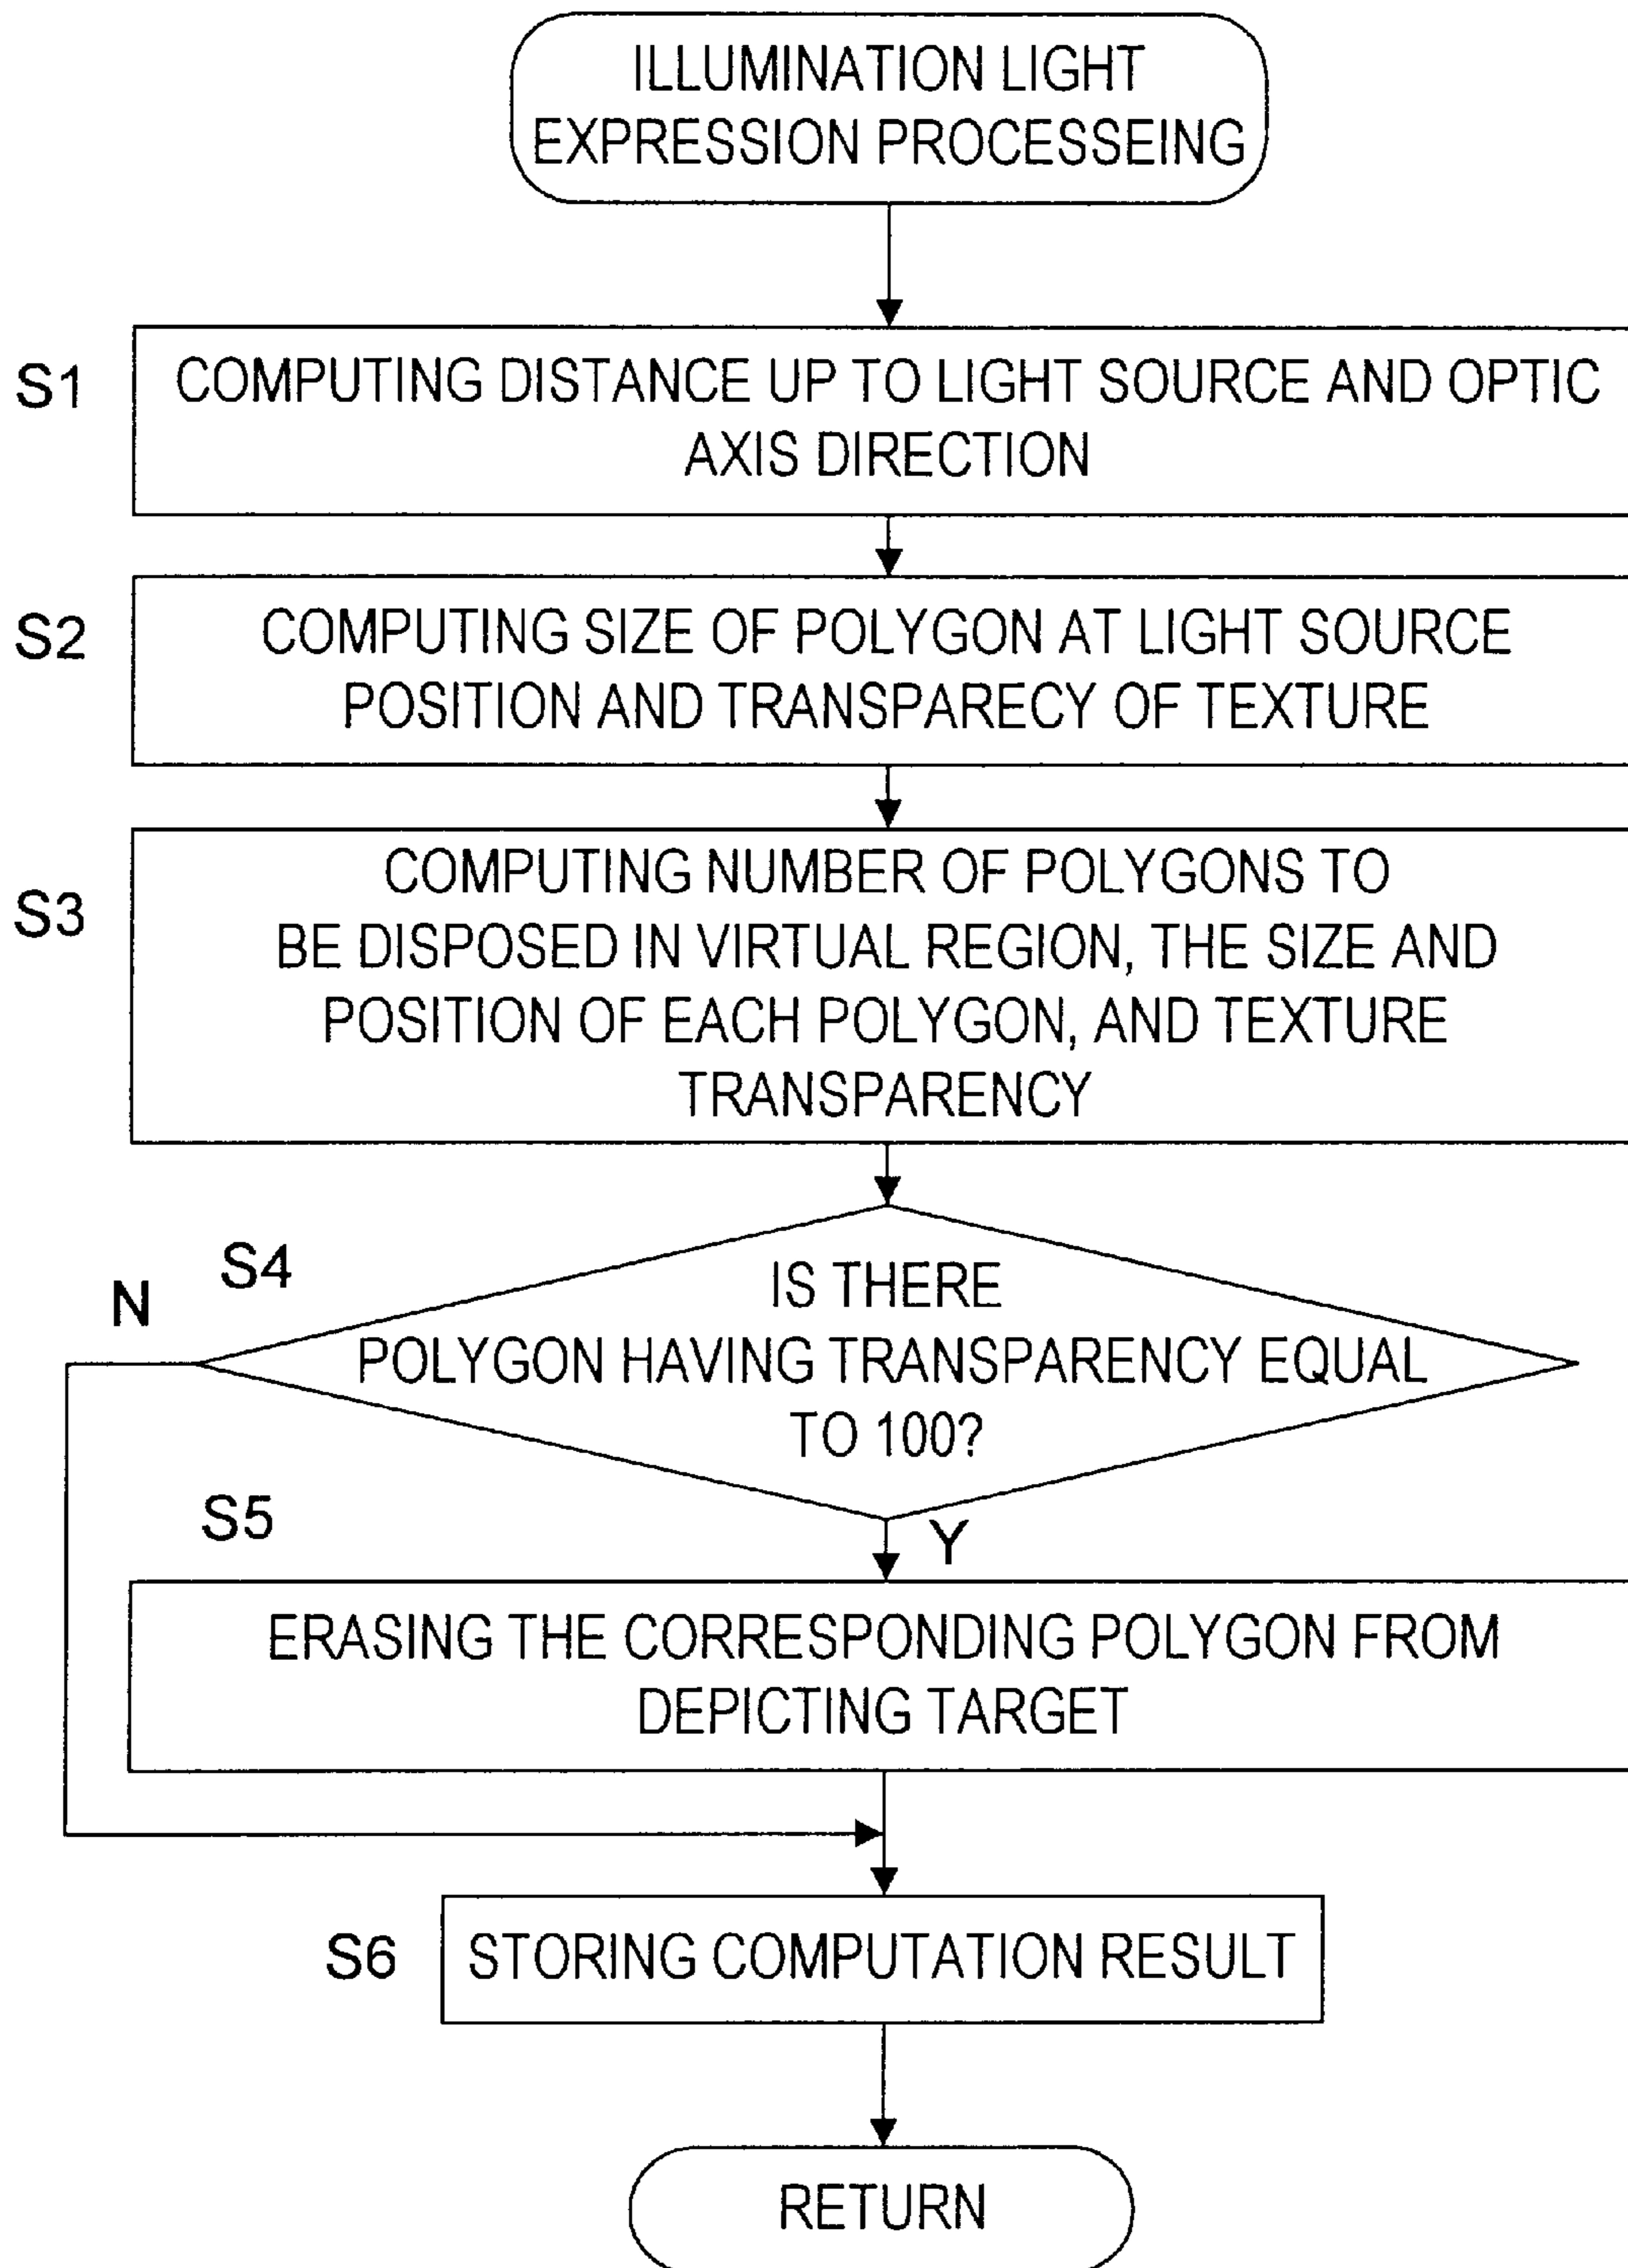 ILLUMINATION LIGHT
EXPRESSION PROCESSEING
S1
COMPUTING DISTANCE UP TO LIGHT SOURCE AND OPTIC
AXIS DIRECTION
S2
COMPUTING SIZE OF POLYGON AT LIGHT SOURCE
POSITION AND TRANSPARECY OF TEXTURE
S3
COMPUTING NUMBER OF POLYGONS TO
BE DISPOSED IN VIRTUAL REGION, THE SIZE AND
POSITION OF EACH POLYGON, AND TEXTURE
TRANSPARENCY
S4
N
IS THERE
POLYGON HAVING TRANSPARENCY EQUAL
TO 100?
S5
Y
ERASING THE CORRESPONDING POLYGON FROM
DEPICTING TARGET
S6
STORING COMPUTATION RESULT
RETURN